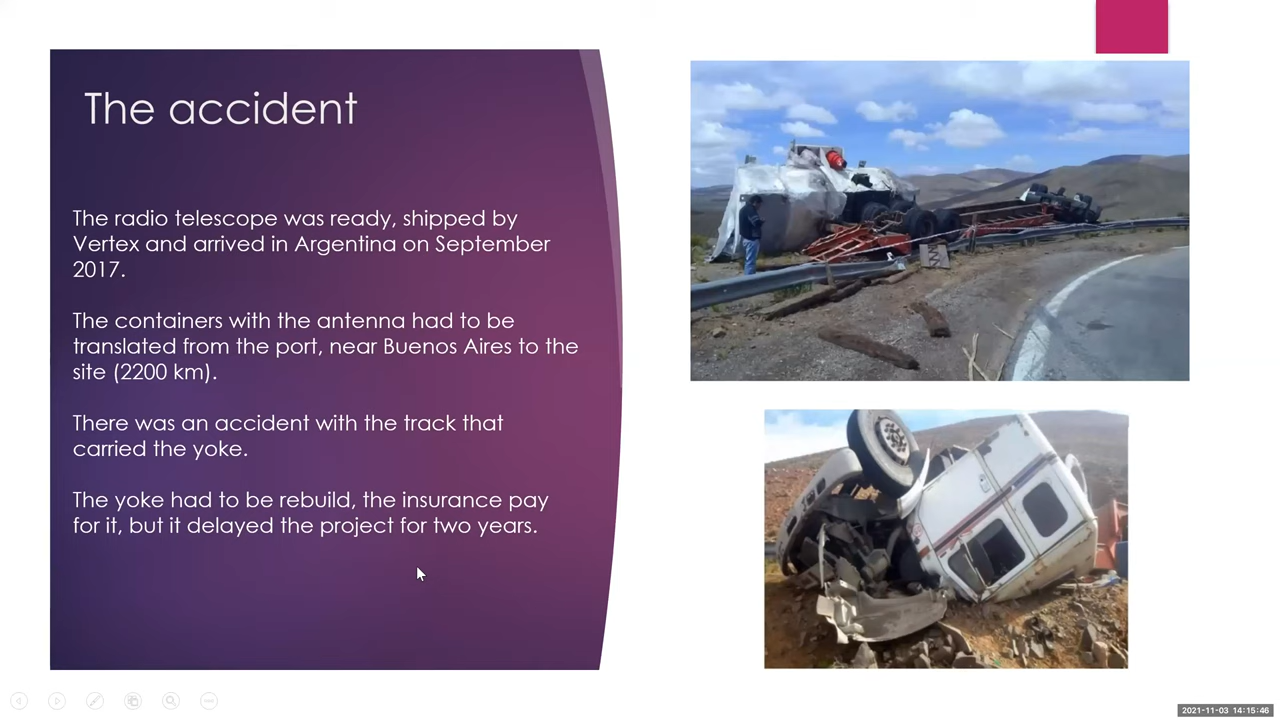 The accident
The radio telescope was ready, shipped by
Vertex and arrived in Argentina on September
2017.
The containers with the antenna had to be
translated from the port, near Buenos Aires to the
site (2200 km).
There was an accident with the track that
carried the yoke.
The yoke had to be rebuild, the insurance pay
for it, but it delayed the project for two years.
2021-11-03 14:15:46